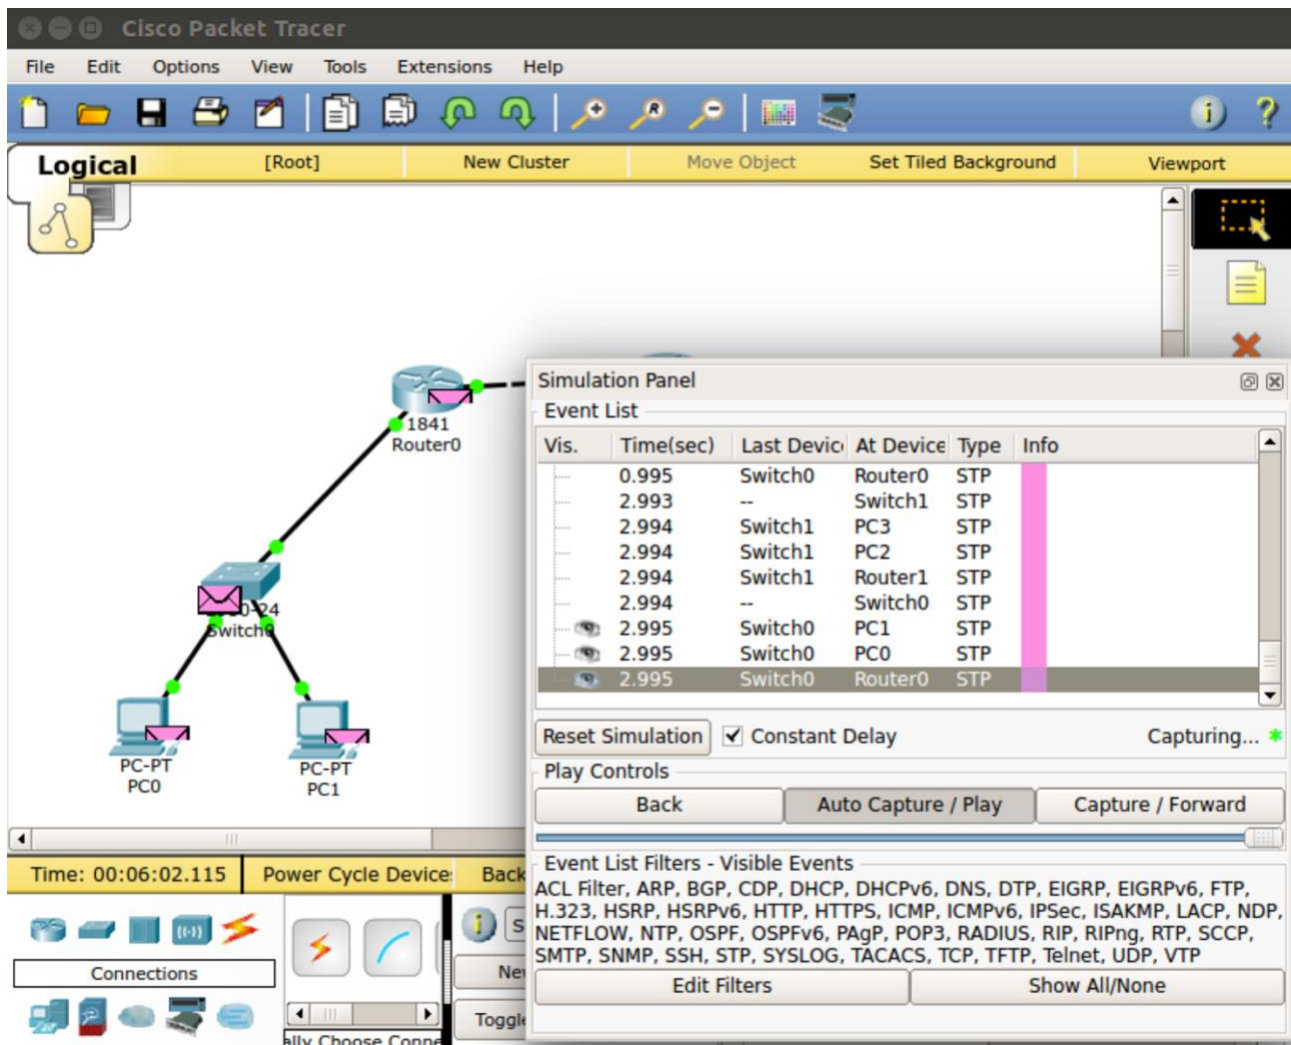 Cisco Packet Tracer
File Edit Options View Tools Extensions Help
Logical [Root] New Cluster Move Object Set Tiled Background Viewport
1841
Router0
Switch0
PC-PT
PC0
PC-PT
PC1
Simulation Panel
Event List
Vis. Time(sec) Last Devic At Device Type Info
0.995 Switch0 Router0 STP
2.993 -- Switch1 STP
2.994 Switch1 PC3 STP
2.994 Switch1 PC2 STP
2.994 Switch1 Router1 STP
2.994 -- Switch0 STP
2.995 Switch0 PC1 STP
2.995 Switch0 PC0 STP
2.995 Switch0 Router0 STP
Reset Simulation Constant Delay Capturing...
Play Controls
Back Auto Capture / Play Capture / Forward
Event List Filters - Visible Events
ACL Filter, ARP, BGP, CDP, DHCP, DHCPv6, DNS, DTP, EIGRP, EIGRPv6, FTP,
H.323, HSRP, HSRPv6, HTTP, HTTPS, ICMP, ICMPv6, IPSec, ISAKMP, LACP, NDP,
NETFLOW, NTP, OSPF, OSPFv6, PAgP, POP3, RADIUS, RIP, RIPng, RTP, SCCP,
SMTP, SNMP, SSH, STP, SYSLOG, TACACS, TCP, TFTP, Telnet, UDP, VTP
Edit Filters Show All/None
Time: 00:06:02.115 Power Cycle Device Back
Connections
Ne
Toggl
ally Choose Conne